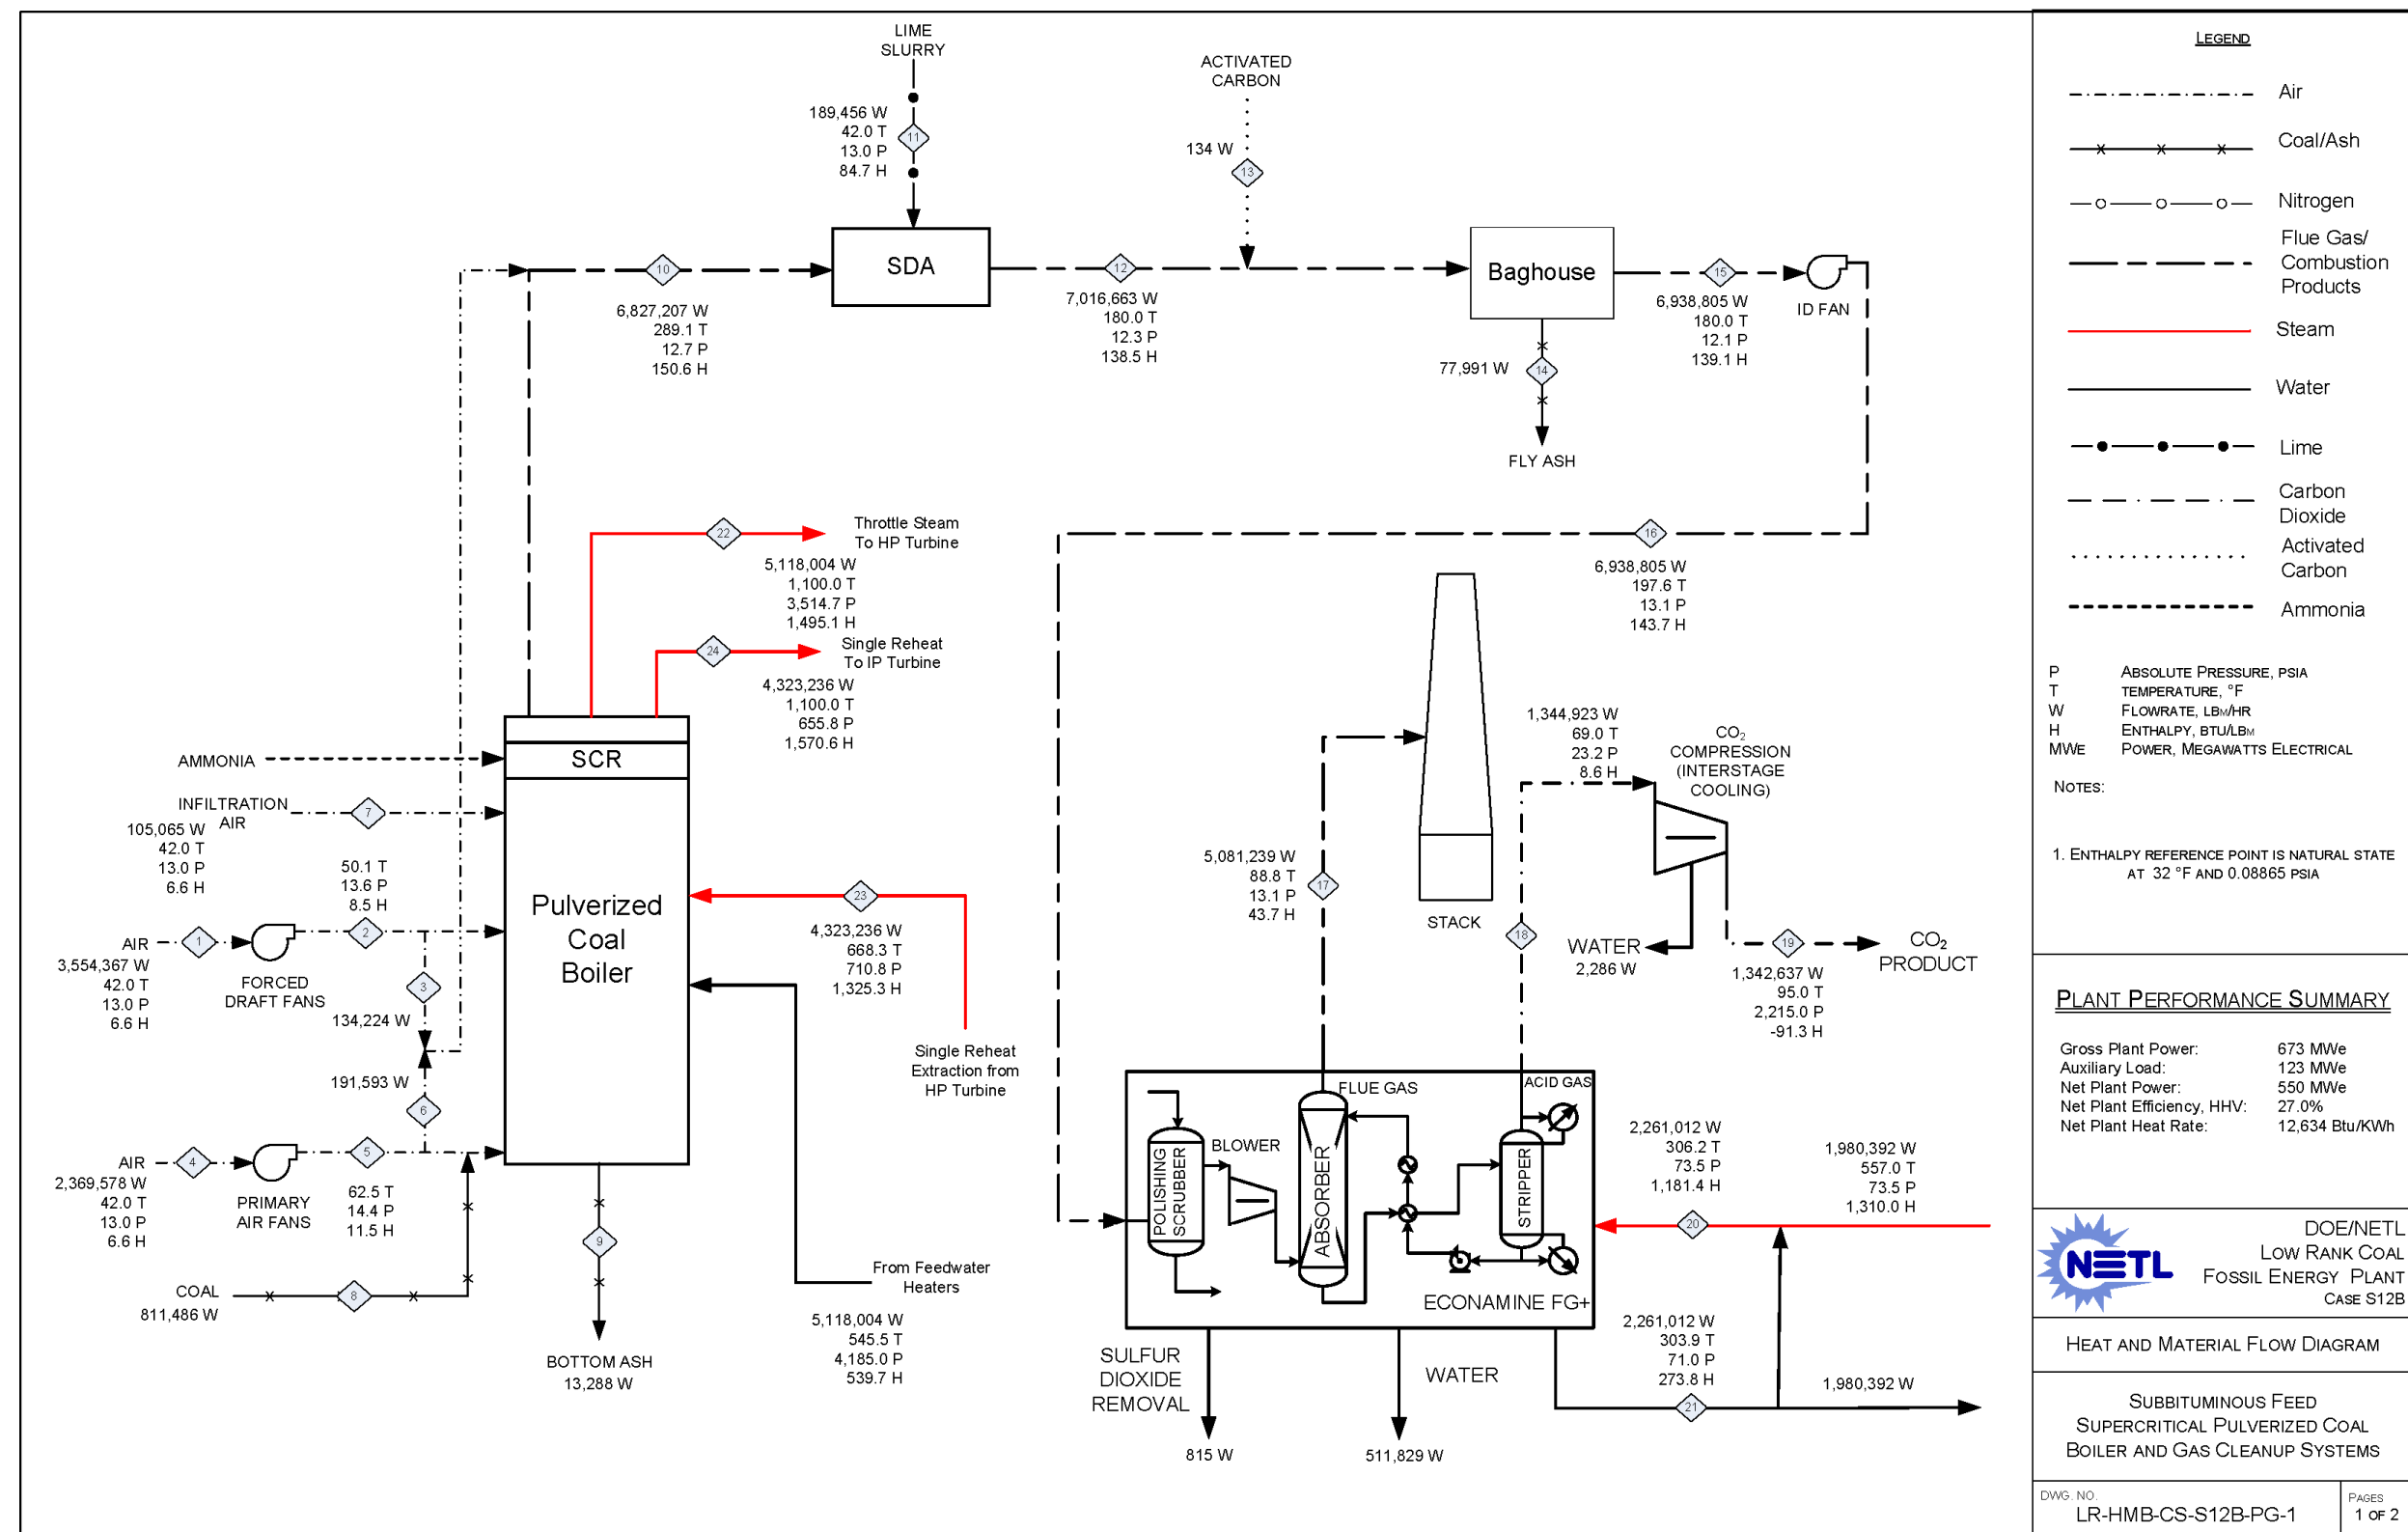 LIME
SLURRY
189,456 W
42.0 T
13.0 P
84.7 H
11
ACTIVATED
CARBON
134 W
13
10
6,827,207 W
289.1 T
12.7 P
150.6 H
SDA
12
7,016,663 W
180.0 T
12.3 P
138.5 H
Baghouse
15
6,938,805 W
180.0 T
12.1 P
139.1 H
ID FAN
77,991 W
14
FLY ASH
22
Throttle Steam
To HP Turbine
5,118,004 W
1,100.0 T
3,514.7 P
1,495.1 H
24
Single Reheat
To IP Turbine
4,323,236 W
1,100.0 T
655.8 P
1,570.6 H
16
6,938,805 W
197.6 T
13.1 P
143.7 H
AMMONIA
SCR
INFILTRATION
AIR
7
105,065 W
42.0 T
13.0 P
6.6 H
50.1 T
13.6 P
8.5 H
AIR
1
2
3,554,367 W
42.0 T
13.0 P
6.6 H
FORCED
DRAFT FANS
3
134,224 W
191,593 W
6
AIR
4
5
2,369,578 W
42.0 T
13.0 P
6.6 H
PRIMARY
AIR FANS
62.5 T
14.4 P
11.5 H
COAL
8
811,486 W
Pulverized
Coal
Boiler
9
BOTTOM ASH
13,288 W
23
4,323,236 W
668.3 T
710.8 P
1,325.3 H
Single Reheat
Extraction from
HP Turbine
From Feedwater
Heaters
5,118,004 W
545.5 T
4,185.0 P
539.7 H
5,081,239 W
88.8 T
13.1 P
43.7 H
17
STACK
1,344,923 W
69.0 T
23.2 P
8.6 H
18
CO2
COMPRESSION
(INTERSTAGE
COOLING)
WATER
2,286 W
19
1,342,637 W
95.0 T
2,215.0 P
-91.3 H
CO2
PRODUCT
FLUE GAS
ACID GAS
POLISHING
SCRUBBER
BLOWER
ABSORBER
STRIPPER
ECONAMINE FG+
2,261,012 W
306.2 T
73.5 P
1,181.4 H
1,980,392 W
557.0 T
73.5 P
1,310.0 H
20
2,261,012 W
303.9 T
71.0 P
273.8 H
21
1,980,392 W
SULFUR
DIOXIDE
REMOVAL
815 W
WATER
511,829 W
LEGEND
Air
Coal/Ash
Nitrogen
Flue Gas/
Combustion
Products
Steam
Water
Lime
Carbon
Dioxide
Activated
Carbon
Ammonia
P ABSOLUTE PRESSURE, PSIA
T TEMPERATURE, °F
W FLOWRATE, LBM/HR
H ENTHALPY, BTU/LBM
MWE POWER, MEGAWATTS ELECTRICAL
NOTES:
1. ENTHALPY REFERENCE POINT IS NATURAL STATE
AT 32 °F AND 0.08865 PSIA
PLANT PERFORMANCE SUMMARY
Gross Plant Power: 673 MWe
Auxiliary Load: 123 MWe
Net Plant Power: 550 MWe
Net Plant Efficiency, HHV: 27.0%
Net Plant Heat Rate: 12,634 Btu/KWh
NETL
DOE/NETL
LOW RANK COAL
FOSSIL ENERGY PLANT
CASE S12B
HEAT AND MATERIAL FLOW DIAGRAM
SUBBITUMINOUS FEED
SUPERCRITICAL PULVERIZED COAL
BOILER AND GAS CLEANUP SYSTEMS
DWG. NO.
LR-HMB-CS-S12B-PG-1
PAGES
1 OF 2